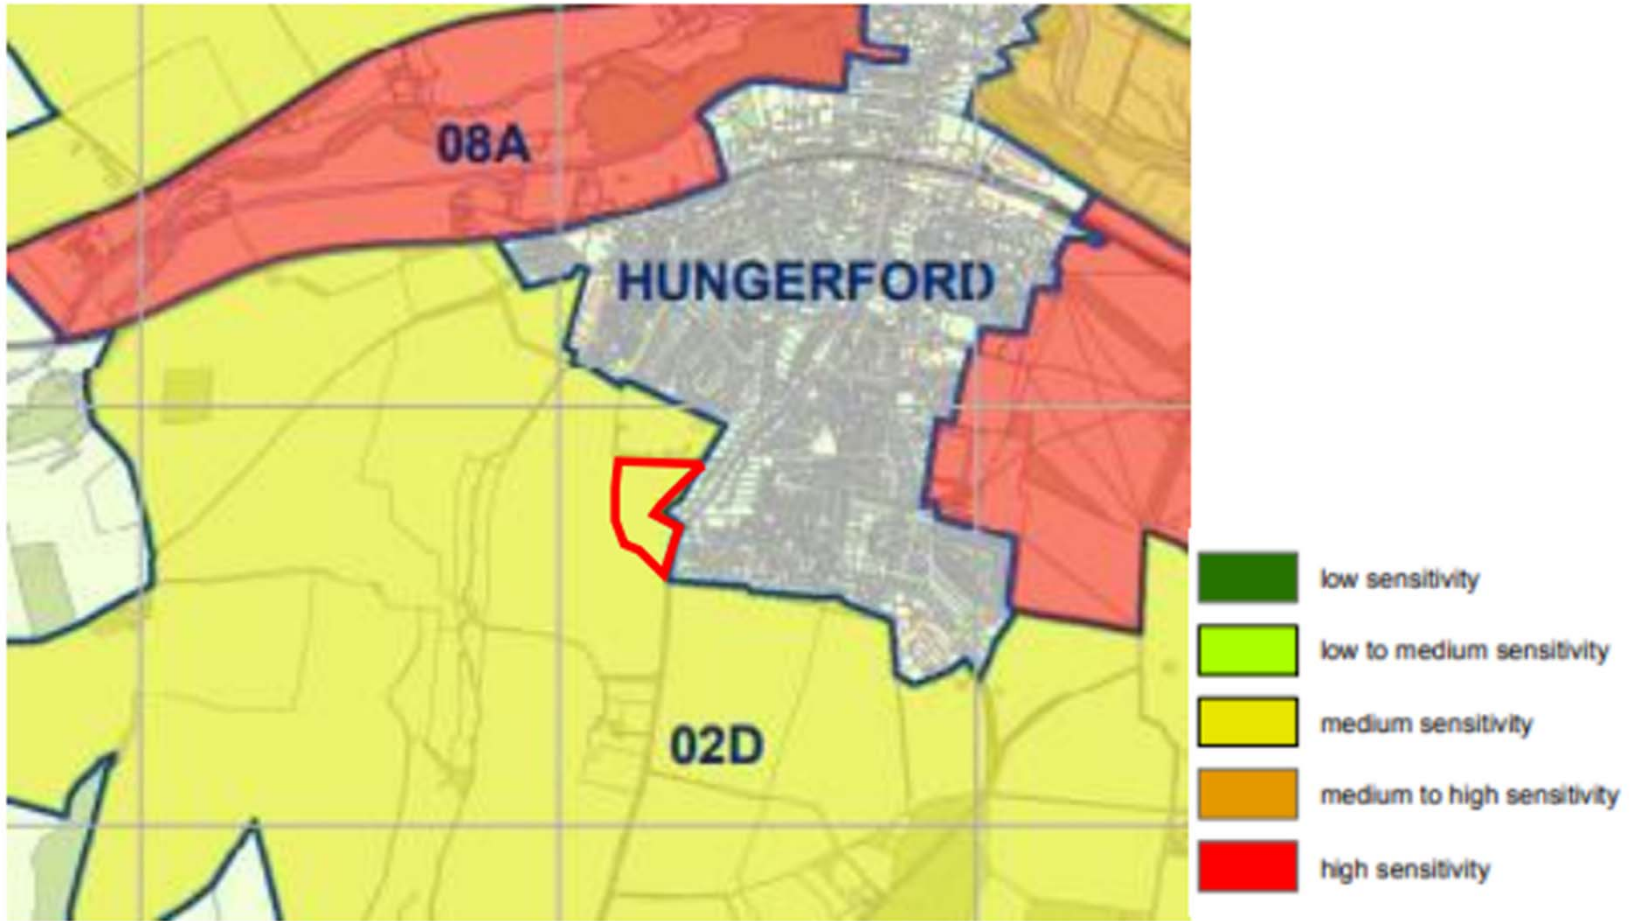 08A
HUNGERFORD
02D
low sensitivity
low to medium sensitivity
medium sensitivity
medium to high sensitivity
high sensitivity